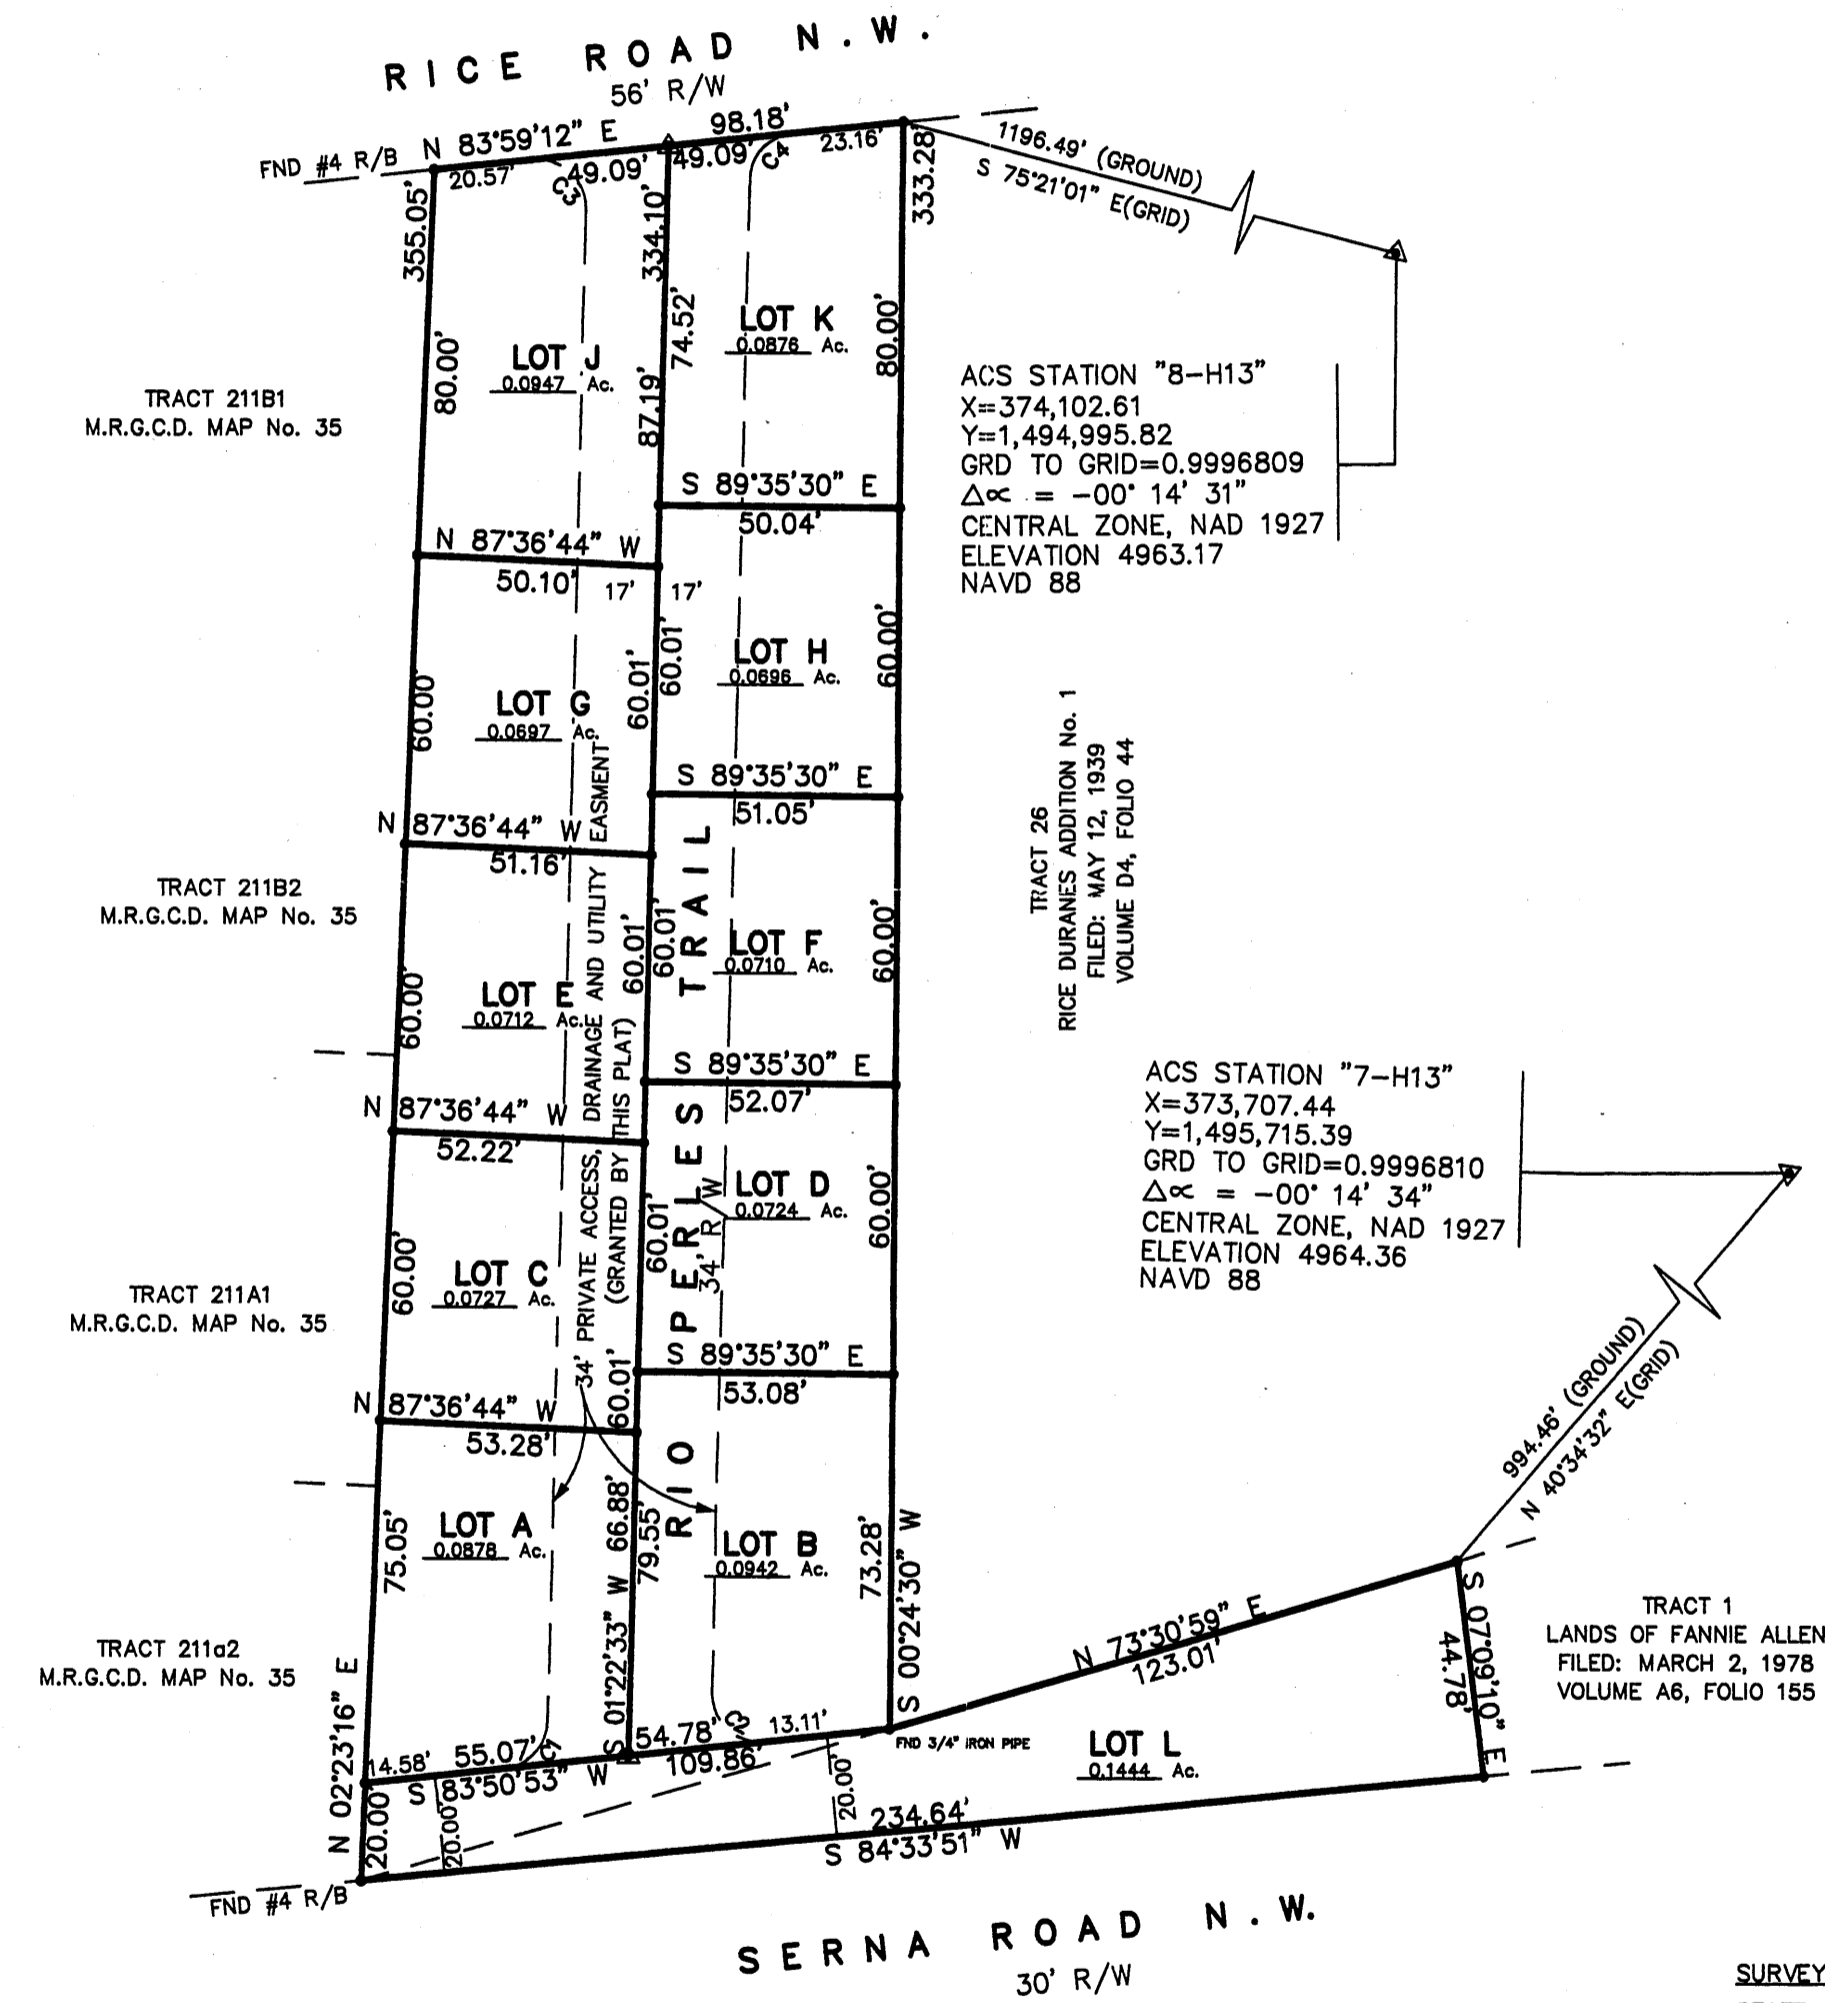 RICE ROAD N.W.
56' R/W
FND #4 R/B
N 83°59'12" E
98.18'
20.57'
C3
49.09'
49.09'
C4
23.16'
1196.49' (GROUND)
S 75°21'01" E(GRID)
355.05'
334.10'
333.28'
80.00'
LOT J
0.0947 Ac.
87.19'
74.52'
LOT K
0.0876 Ac.
80.00'
TRACT 211B1
M.R.G.C.D. MAP No. 35
ACS STATION "8-H13"
X=374,102.61
Y=1,494,995.82
GRD TO GRID=0.9996809
Δ∝ = -00° 14' 31"
CENTRAL ZONE, NAD 1927
ELEVATION 4963.17
NAVD 88
S 89°35'30" E
50.04'
N 87°36'44" W
50.10'
17'
17'
60.00'
LOT G
0.0697 Ac.
60.01'
60.01'
LOT H
0.0696 Ac.
60.00'
S 89°35'30" E
51.05'
N 87°36'44" W
51.16'
TRACT 26
RICE DURANES ADDITION No. 1
FILED: MAY 12, 1939
VOLUME D4, FOLIO 44
TRACT 211B2
M.R.G.C.D. MAP No. 35
60.00'
LOT E
0.0712 Ac.
60.01'
60.01'
LOT F
0.0710 Ac.
60.00'
S 89°35'30" E
52.07'
N 87°36'44" W
52.22'
34' PRIVATE ACCESS, DRAINAGE AND UTILITY EASMENT
(GRANTED BY THIS PLAT)
RIO PERLES TRAIL
34' R/W
ACS STATION "7-H13"
X=373,707.44
Y=1,495,715.39
GRD TO GRID=0.9996810
Δ∝ = -00° 14' 34"
CENTRAL ZONE, NAD 1927
ELEVATION 4964.36
NAVD 88
TRACT 211A1
M.R.G.C.D. MAP No. 35
60.00'
LOT C
0.0727 Ac.
60.01'
60.01'
LOT D
0.0724 Ac.
60.00'
S 89°35'30" E
53.08'
N 87°36'44" W
53.28'
994.46' (GROUND)
N 40°34'32" E(GRID)
75.05'
LOT A
0.0878 Ac.
66.88'
S 01°22'33" W
79.55'
LOT B
0.0942 Ac.
73.28'
S 00°24'30" W
TRACT 211a2
M.R.G.C.D. MAP No. 35
N 02°23'16" E
N 73°30'59" E
123.01'
S 07°09'10" E
44.78'
TRACT 1
LANDS OF FANNIE ALLEN
FILED: MARCH 2, 1978
VOLUME A6, FOLIO 155
14.58'
55.07'
54.78'
13.11'
S 83°50'53" W
109.86'
FND 3/4" IRON PIPE
LOT L
0.1444 Ac.
20.00'
20.00'
20.00'
234.64'
S 84°33'51" W
FND #4 R/B
SERNA ROAD N.W.
30' R/W
SURVEY